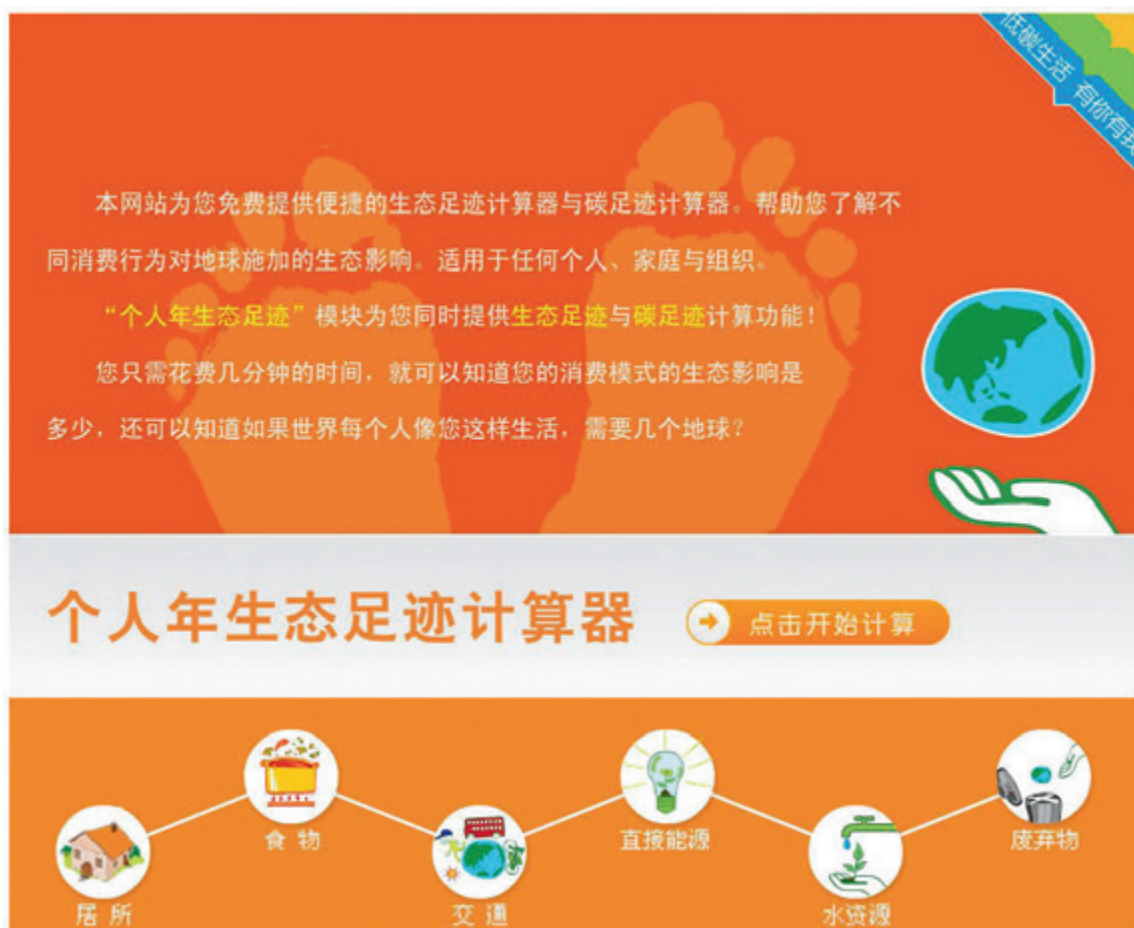 低碳生活 有你有我
本网站为您免费提供便捷的生态足迹计算器与碳足迹计算器。帮助您了解不
同消费行为对地球施加的生态影响。适用于任何个人、家庭与组织。
“个人年生态足迹”模块为您同时提供生态足迹与碳足迹计算功能！
您只需花费几分钟的时间，就可以知道您的消费模式的生态影响是
多少，还可以知道如果世界每个人像您这样生活，需要几个地球？
个人年生态足迹计算器
点击开始计算
食物
直接能源
废弃物
居所
交通
水资源